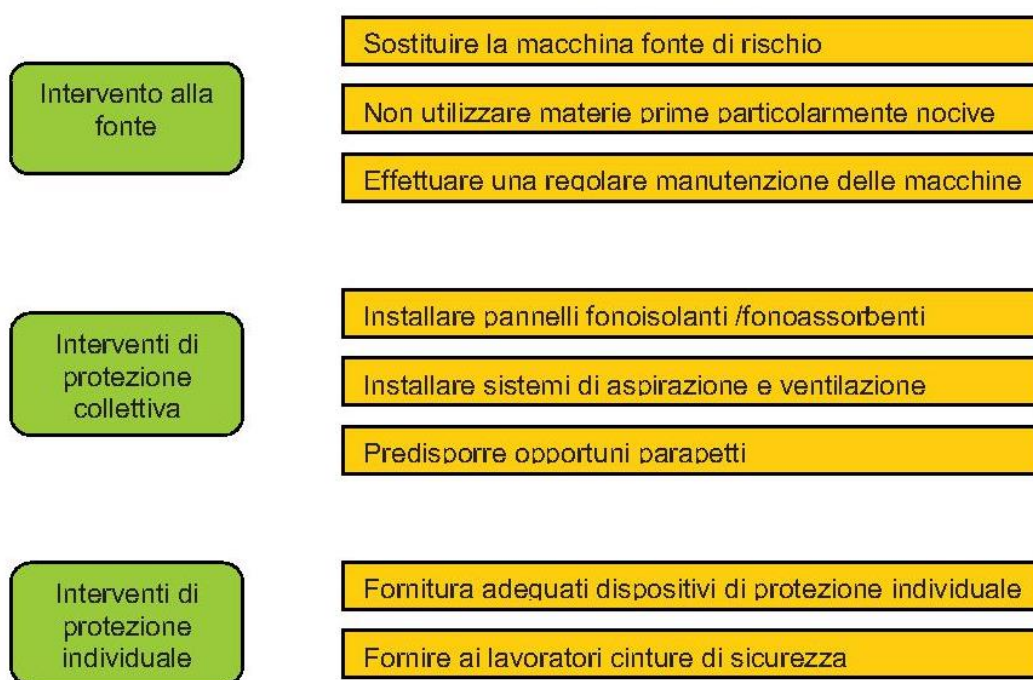 Intervento alla
fonte
Sostituire la macchina fonte di rischio
Non utilizzare materie prime particolarmente nocive
Effettuare una regolare manutenzione delle macchine
Interventi di
protezione
collettiva
Installare pannelli fonoisolanti /fonoassorbenti
Installare sistemi di aspirazione e ventilazione
Predisporre opportuni parapetti
Interventi di
protezione
individuale
Fornitura adeguati dispositivi di protezione individuale
Fornire ai lavoratori cinture di sicurezza